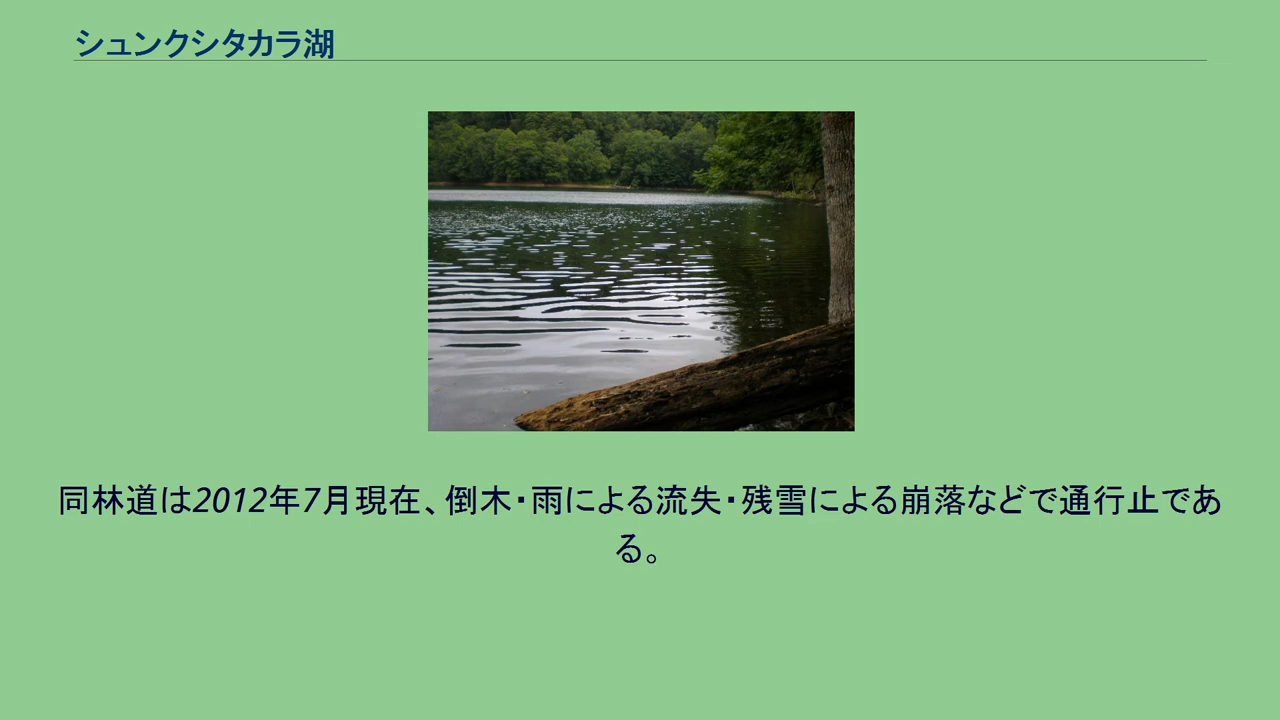 シュンクシタカラ湖
同林道は2012年7月現在、倒木・雨による流失・残雪による崩落などで通行止であ
る。